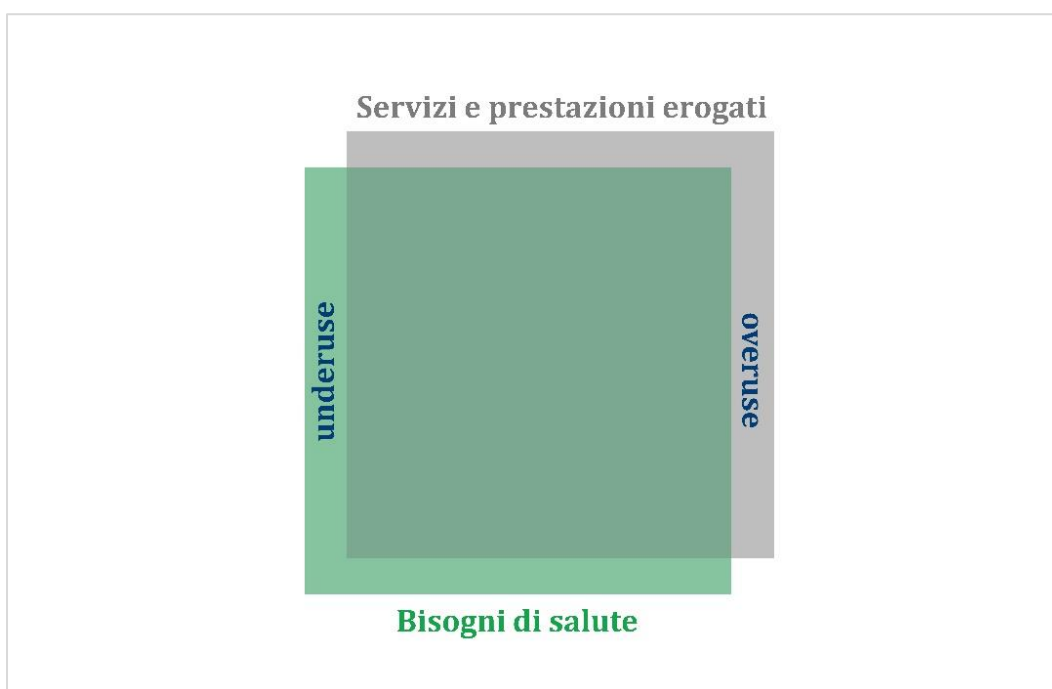 Servizi e prestazioni erogati
underuse
overuse
Bisogni di salute